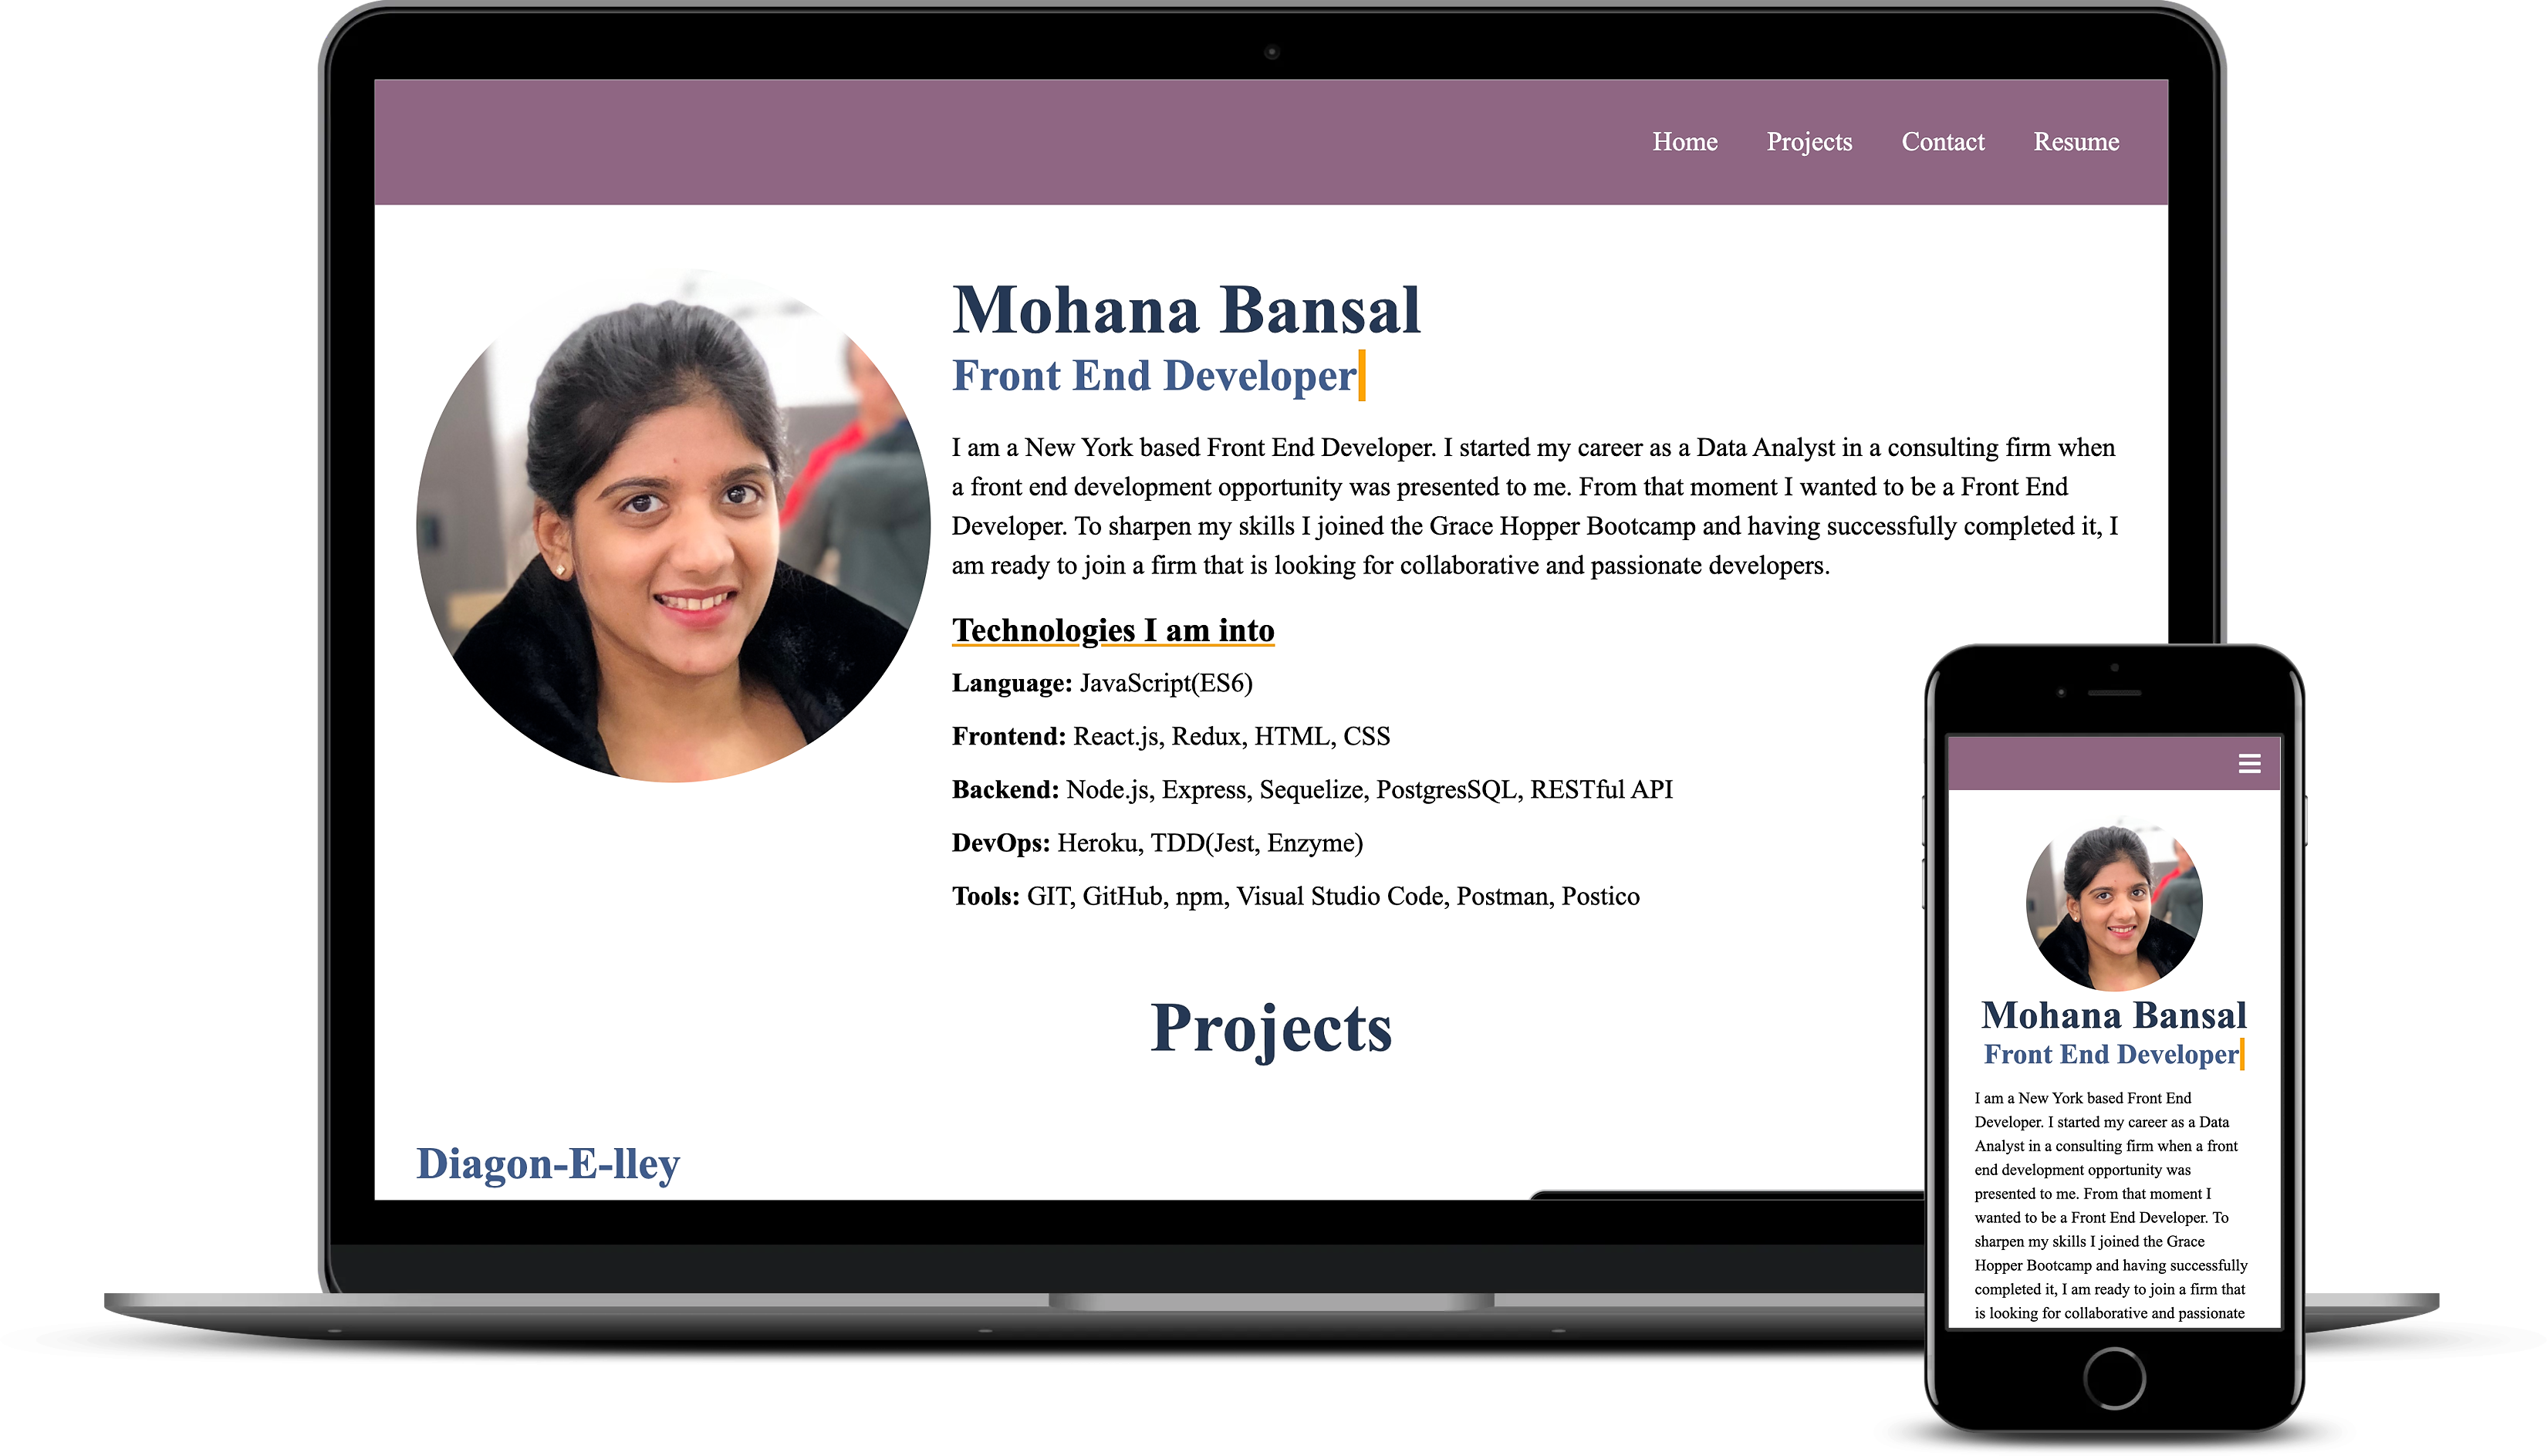 Home Projects Contact Resume
Mohana Bansal
Front End Developer
I am a New York based Front End Developer. I started my career as a Data Analyst in a consulting firm when
a front end development opportunity was presented to me. From that moment I wanted to be a Front End
Developer. To sharpen my skills I joined the Grace Hopper Bootcamp and having successfully completed it, I
am ready to join a firm that is looking for collaborative and passionate developers.
Technologies I am into
Language: JavaScript(ES6)
Frontend: React.js, Redux, HTML, CSS
Backend: Node.js, Express, Sequelize, PostgresSQL, RESTful API
DevOps: Heroku, TDD(Jest, Enzyme)
Tools: GIT, GitHub, npm, Visual Studio Code, Postman, Postico
Projects
Diagon-E-lley
Mohana Bansal
Front End Developer
I am a New York based Front End
Developer. I started my career as a Data
Analyst in a consulting firm when a front
end development opportunity was
presented to me. From that moment I
wanted to be a Front End Developer. To
sharpen my skills I joined the Grace
Hopper Bootcamp and having successfully
completed it, I am ready to join a firm that
is looking for collaborative and passionate